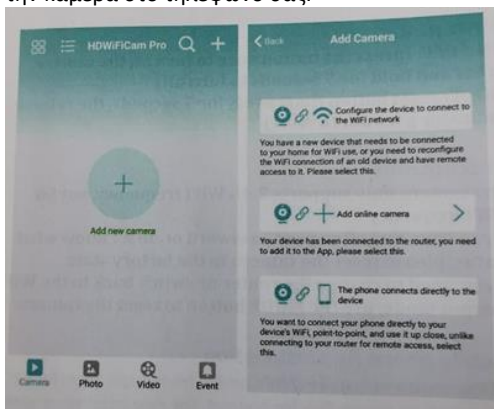 την κάμερα στο τηλέφωνό σας.
HDWiFiCam Pro
Add new camera
Camera
Photo
Video
Event
Back
Add Camera
Configure the device to connect to
the WiFi network
You have a new device that needs to be connected
to your home for WiFi use, or you need to reconfigure
the WiFi connection of an old device and have remote
access to it. Please select this.
Add online camera
Your device has been connected to the router, you need
to add it to the App, please select this.
The phone connects directly to the
device
You want to connect your phone directly to your
device's WiFi, point-to-point, and use it up close, unlike
connecting to your router for remote access, select
this.